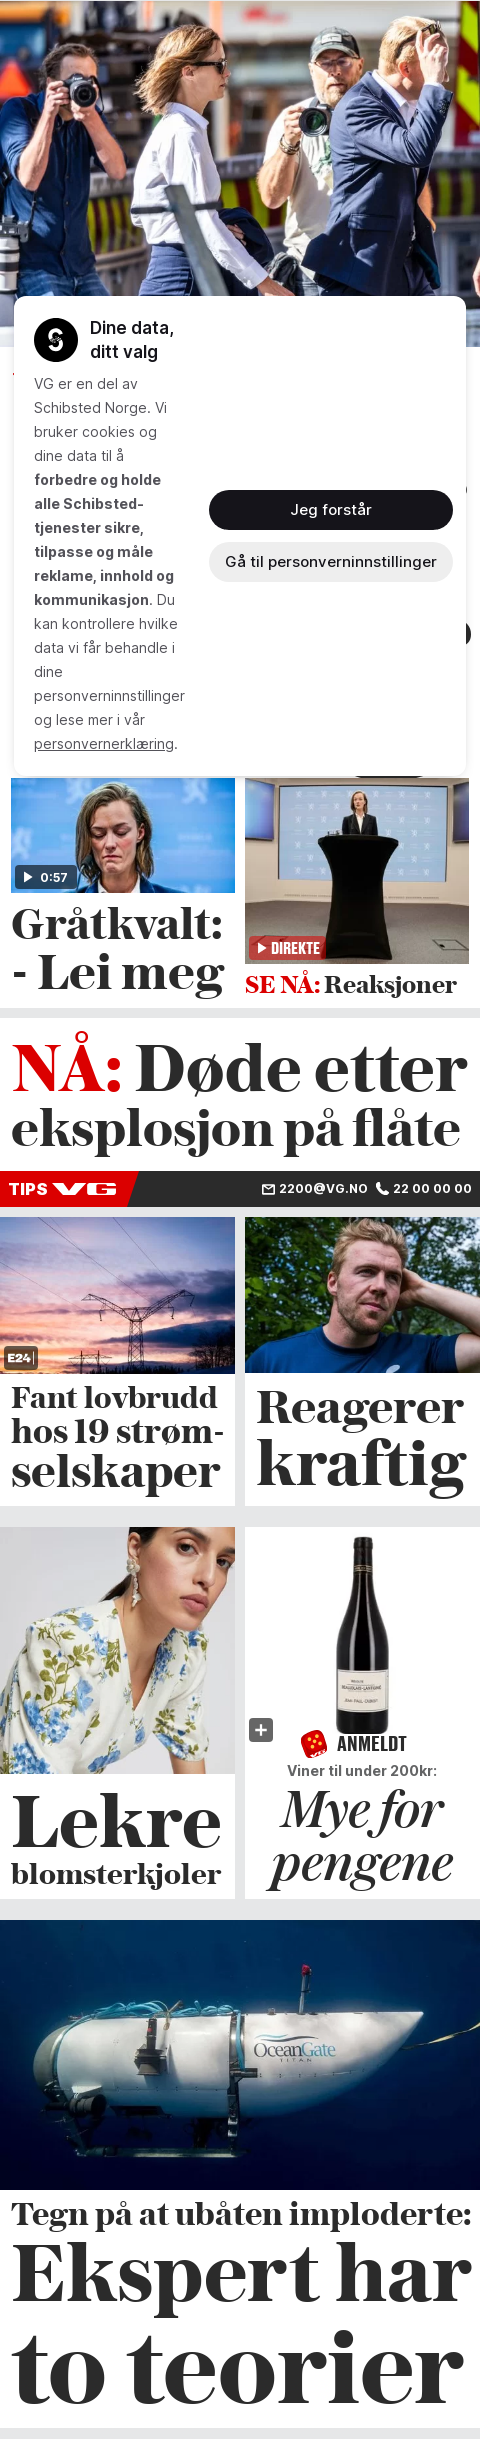 Dine data,
ditt valg
VG er en del av
Schibsted Norge. Vi
bruker cookies og
dine data til å
forbedre og holde
alle Schibsted-
tjenester sikre,
tilpasse og måle
reklame, innhold og
kommunikasjon. Du
kan kontrollere hvilke
data vi får behandle i
dine
personverninnstillinger
og lese mer i vår
personvernerklæring.
Jeg forstår
Gå til personverninnstillinger
0:57
Gråtkvalt:
- Lei meg
DIREKTE
SE NÅ: Reaksjoner
NÅ: Døde etter
eksplosjon på flåte
TIPS VG
2200@VG.NO 22 00 00 00
E24
Fant lovbrudd
hos 19 strøm-
selskaper
Reagerer
kraftig
Lekre
blomsterkjoler
VG
ANMELDT
Viner til under 200kr:
Mye for
pengene
OceanGate
TITAN
Tegn på at ubåten imploderte:
Ekspert har
to teorier